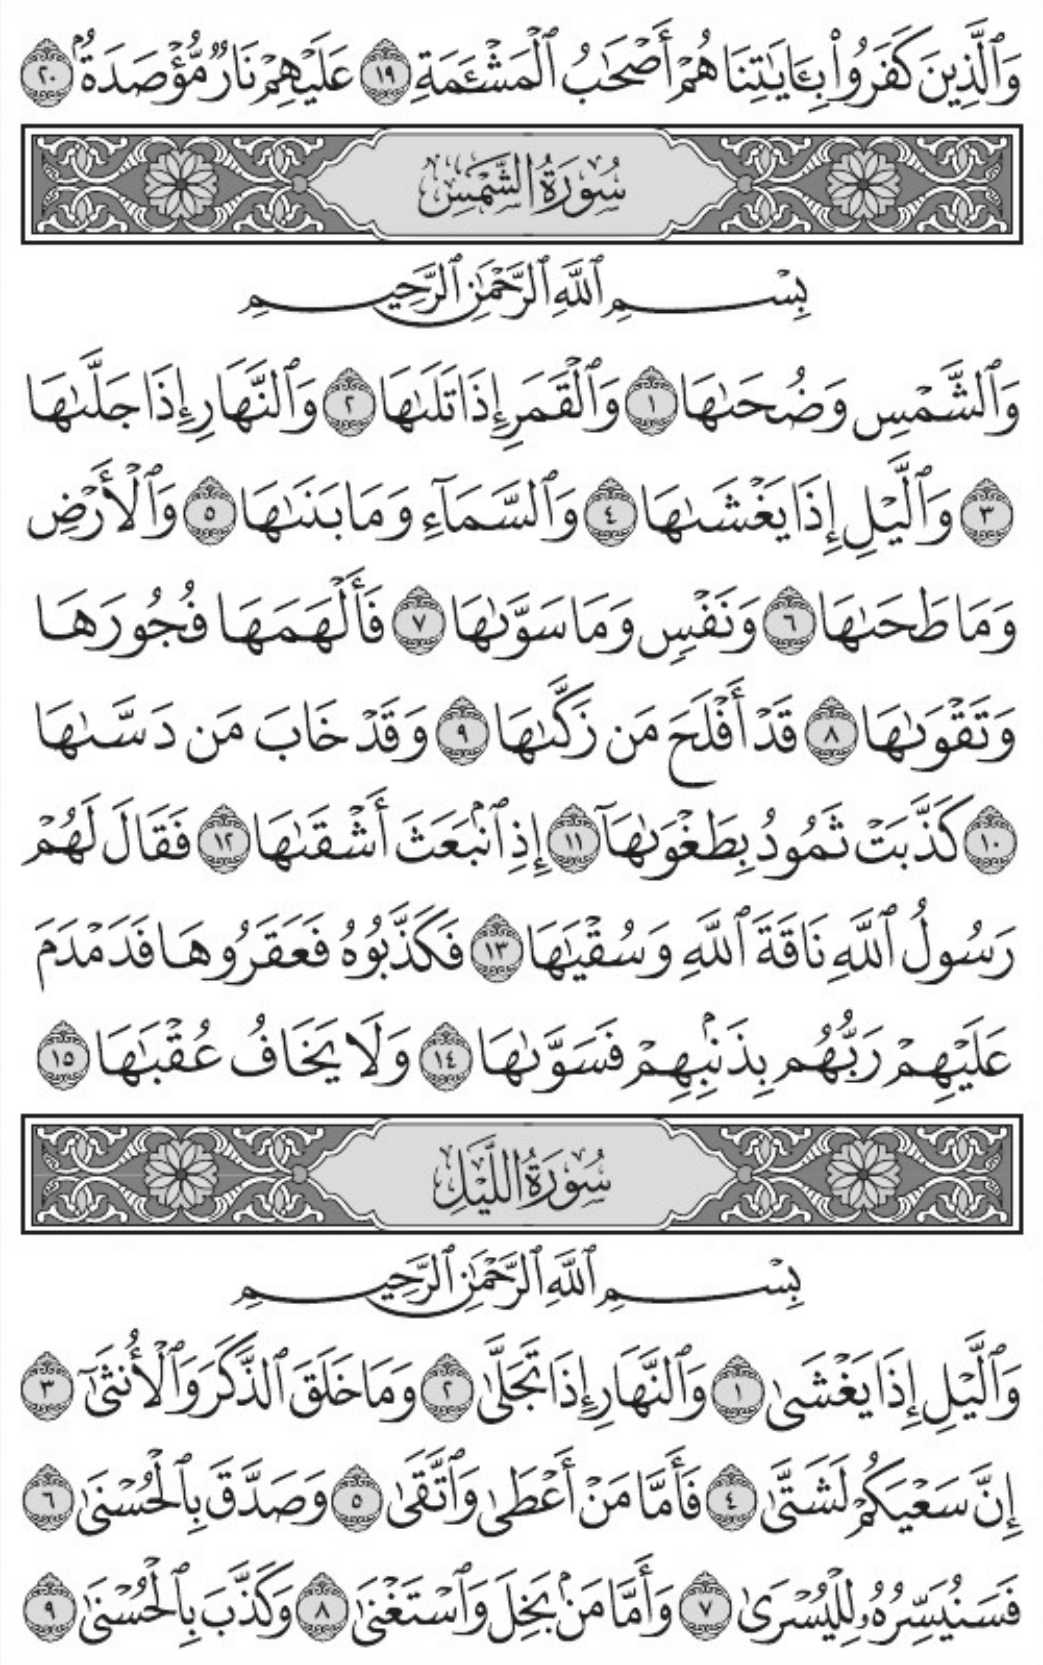 وَٱلَّذِينَ كَفَرُوا۟ بِـَٔايَـٰتِنَا هُمْ أَصْحَـٰبُ ٱلْمَشْـَٔمَةِ ١٩ عَلَيْهِمْ نَارٌ مُّؤْصَدَةٌۢ ٢٠
سُورَةُ الشَّمْسِ
بِسْمِ ٱللَّهِ ٱلرَّحْمَـٰنِ ٱلرَّحِيمِ
وَٱلشَّمْسِ وَضُحَىٰهَا ١ وَٱلْقَمَرِ إِذَا تَلَىٰهَا ٢ وَٱلنَّهَارِ إِذَا جَلَّىٰهَا
٣ وَٱلَّيْلِ إِذَا يَغْشَىٰهَا ٤ وَٱلسَّمَآءِ وَمَا بَنَىٰهَا ٥ وَٱلْأَرْضِ
وَمَا طَحَىٰهَا ٦ وَنَفْسٍ وَمَا سَوَّىٰهَا ٧ فَأَلْهَمَهَا فُجُورَهَا
وَتَقْوَىٰهَا ٨ قَدْ أَفْلَحَ مَن زَكَّىٰهَا ٩ وَقَدْ خَابَ مَن دَسَّىٰهَا
١٠ كَذَّبَتْ ثَمُودُ بِطَغْوَىٰهَآ ١١ إِذِ ٱنۢبَعَثَ أَشْقَىٰهَا ١٢ فَقَالَ لَهُمْ
رَسُولُ ٱللَّهِ نَاقَةَ ٱللَّهِ وَسُقْيَـٰهَا ١٣ فَكَذَّبُوهُ فَعَقَرُوهَا فَدَمْدَمَ
عَلَيْهِمْ رَبُّهُم بِذَنۢبِهِمْ فَسَوَّىٰهَا ١٤ وَلَا يَخَافُ عُقْبَـٰهَا ١٥
سُورَةُ اللَّيْلِ
بِسْمِ ٱللَّهِ ٱلرَّحْمَـٰنِ ٱلرَّحِيمِ
وَٱلَّيْلِ إِذَا يَغْشَىٰ ١ وَٱلنَّهَارِ إِذَا تَجَلَّىٰ ٢ وَمَا خَلَقَ ٱلذَّكَرَ وَٱلْأُنثَىٰٓ ٣
إِنَّ سَعْيَكُمْ لَشَتَّىٰ ٤ فَأَمَّا مَنْ أَعْطَىٰ وَٱتَّقَىٰ ٥ وَصَدَّقَ بِٱلْحُسْنَىٰ ٦
فَسَنُيَسِّرُهُۥ لِلْيُسْرَىٰ ٧ وَأَمَّا مَنۢ بَخِلَ وَٱسْتَغْنَىٰ ٨ وَكَذَّبَ بِٱلْحُسْنَىٰ ٩